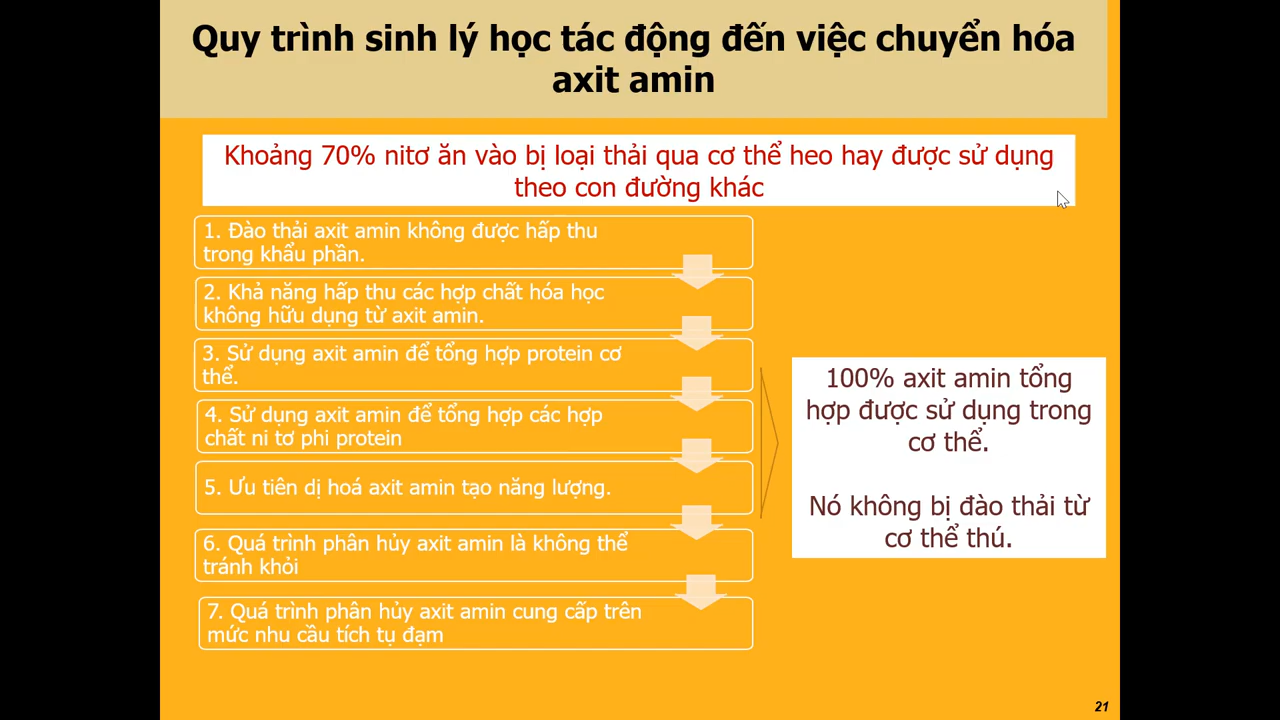 Quy trình sinh lý học tác động đến việc chuyển hóa
axit amin
Khoảng 70% nitơ ăn vào bị loại thải qua cơ thể heo hay được sử dụng
theo con đường khác
1. Đào thải axit amin không được hấp thu
trong khẩu phần.
2. Khả năng hấp thu các hợp chất hóa học
không hữu dụng từ axit amin.
3. Sử dụng axit amin để tổng hợp protein cơ
thể.
4. Sử dụng axit amin để tổng hợp các hợp
chất ni tơ phi protein
5. Ưu tiên dị hoá axit amin tạo năng lượng.
6. Quá trình phân hủy axit amin là không thể
tránh khỏi
7. Quá trình phân hủy axit amin cung cấp trên
mức nhu cầu tích tụ đạm
100% axit amin tổng
hợp được sử dụng trong
cơ thể.
Nó không bị đào thải từ
cơ thể thú.
21